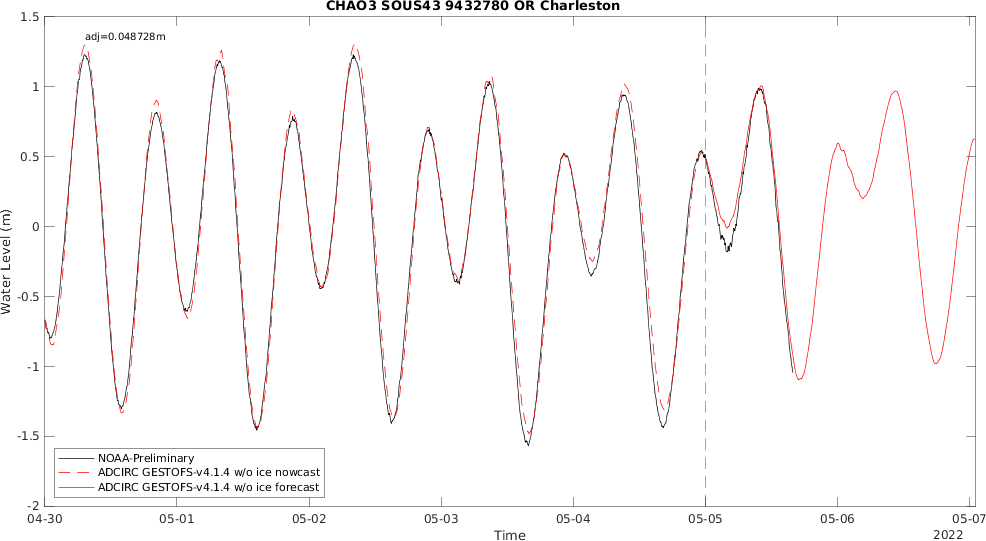 CHAO3 SOUS43 9432780 OR Charleston
adj=0.048728m
Water Level (m)
1.5
1
0.5
0
-0.5
-1
-1.5
-2
NOAA-Preliminary
ADCIRC GESTOFS-v4.1.4 w/o ice nowcast
ADCIRC GESTOFS-v4.1.4 w/o ice forecast
04-30 05-01 05-02 05-03 05-04 05-05 05-06 05-07
Time
2022